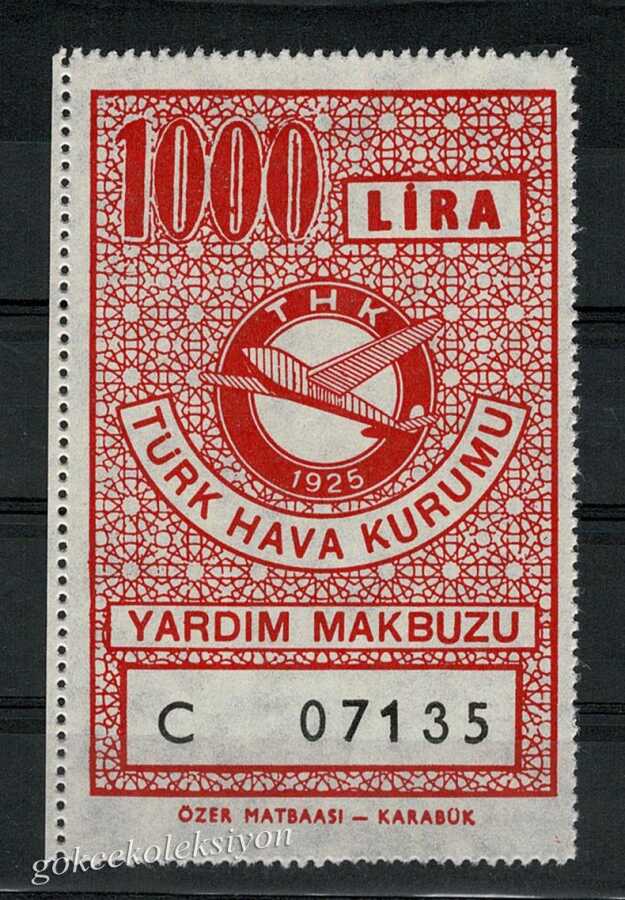 1000
LİRA
THK
1925
TÜRK HAVA KURUMU
YARDIM MAKBUZU
C 07135
ÖZER MATBAASI — KARABÜK
gokcekoleksiyon